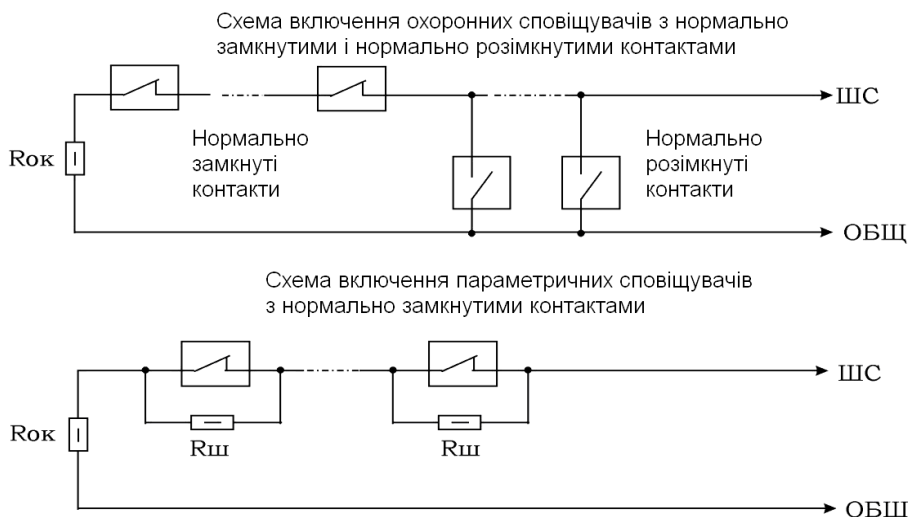 Схема включення охоронних сповіщувачів з нормально
замкнутими і нормально розімкнутими контактами
ШС
Нормально
замкнуті
контакти
Нормально
розімкнуті
контакти
Rок
ОБЩ
Схема включення параметричних сповіщувачів
з нормально замкнутими контактами
ШС
Rок
Rш
Rш
ОБЩ